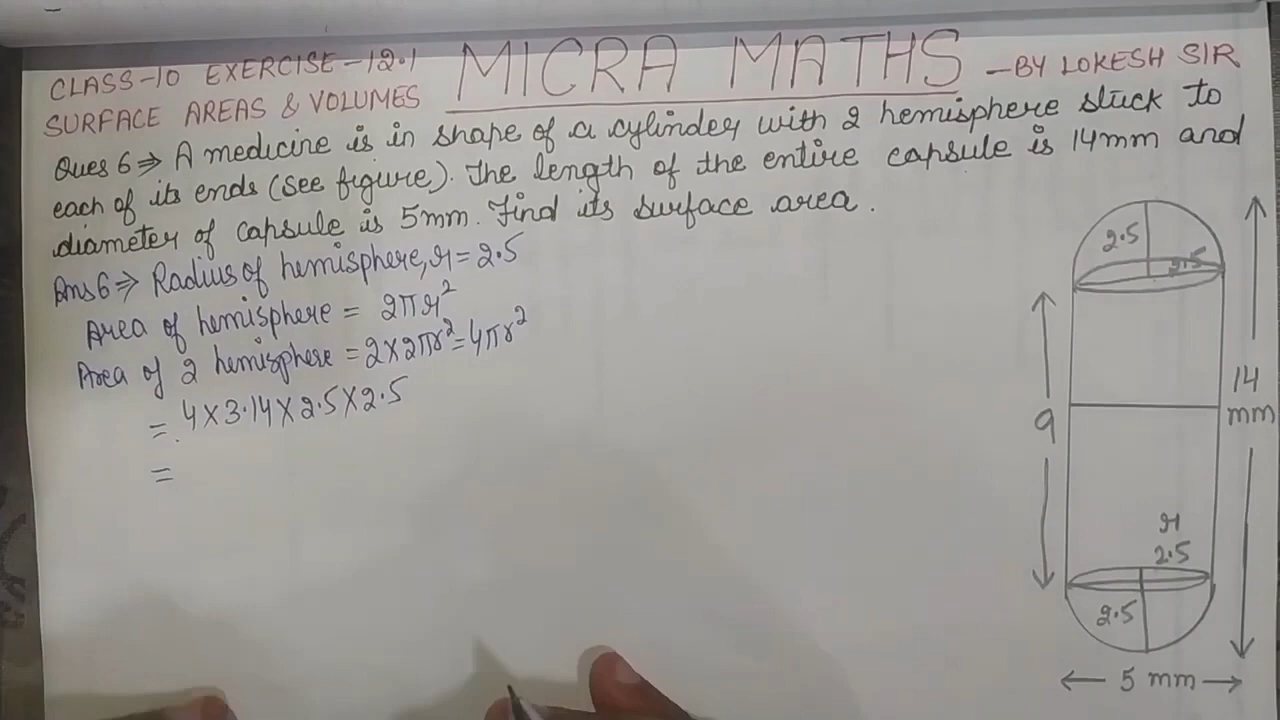 CLASS-10 EXERCISE-12.1
SURFACE AREAS & VOLUMES
MICRA MATHS
-BY LOKESH SIR
Ques 6⇒ A medicine is in shape of a cylinder with 2 hemisphere stuck to
each of its ends (see figure). The length of the entire capsule is 14mm and
diameter of capsule is 5mm. Find its surface area.
Ans 6⇒ Radius of hemisphere, r = 2.5
Area of hemisphere = 2πr²
Area of 2 hemisphere = 2×2πr² = 4πr²
= 4×3.14×2.5×2.5
=
2.5
2.5
9
14
mm
r
2.5
2.5
5 mm